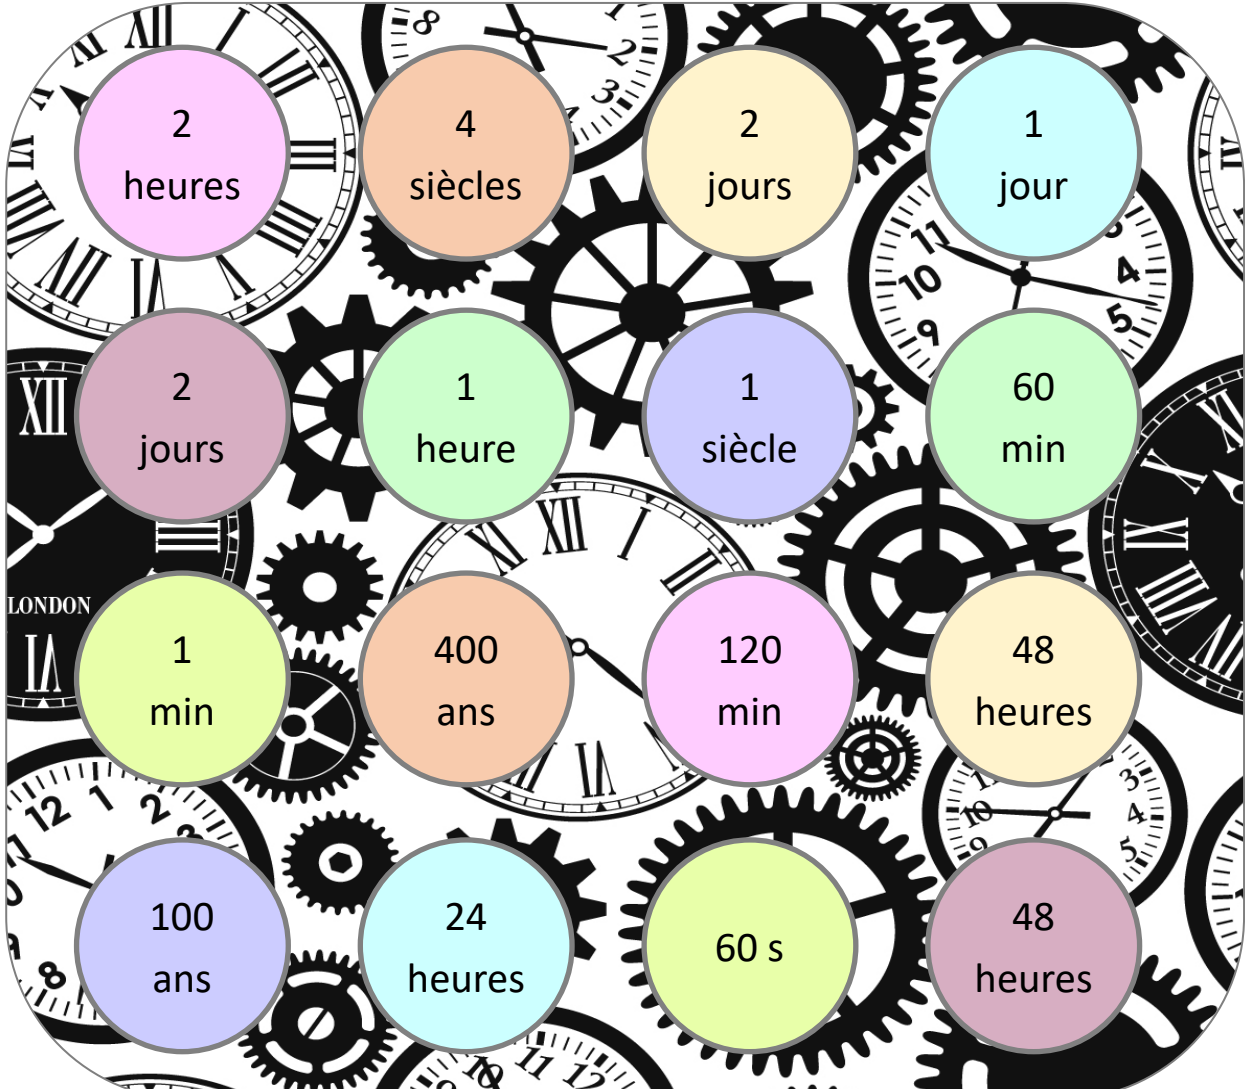 2
heures
4
siècles
2
jours
1
jour
2
jours
1
heure
1
siècle
60
min
1
min
400
ans
120
min
48
heures
LONDON
100
ans
24
heures
60 s
48
heures